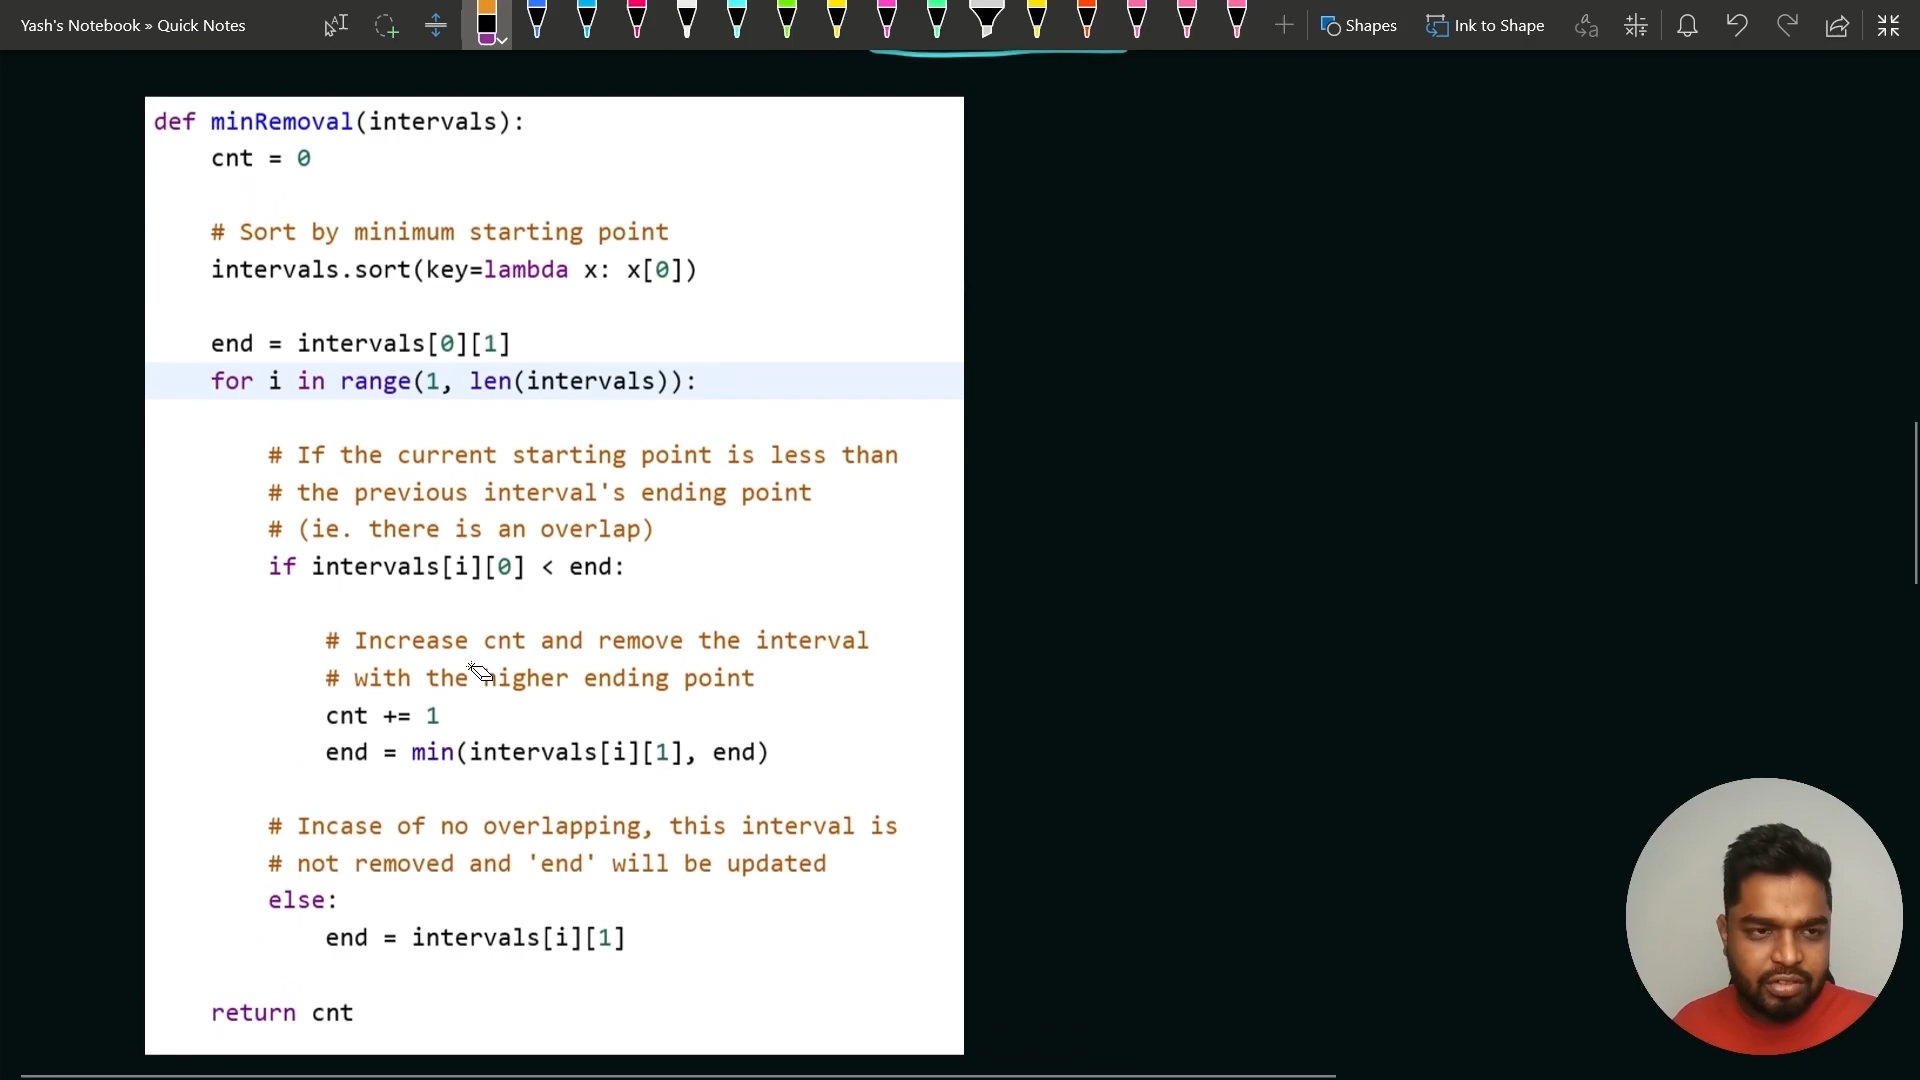 Yash's Notebook » Quick Notes
Shapes
Ink to Shape
def minRemoval(intervals):
    cnt = 0
    # Sort by minimum starting point
    intervals.sort(key=lambda x: x[0])
    end = intervals[0][1]
    for i in range(1, len(intervals)):
        # If the current starting point is less than
        # the previous interval's ending point
        # (ie. there is an overlap)
        if intervals[i][0] < end:
            # Increase cnt and remove the interval
            # with the higher ending point
            cnt += 1
            end = min(intervals[i][1], end)
        # Incase of no overlapping, this interval is
        # not removed and 'end' will be updated
        else:
            end = intervals[i][1]
    return cnt